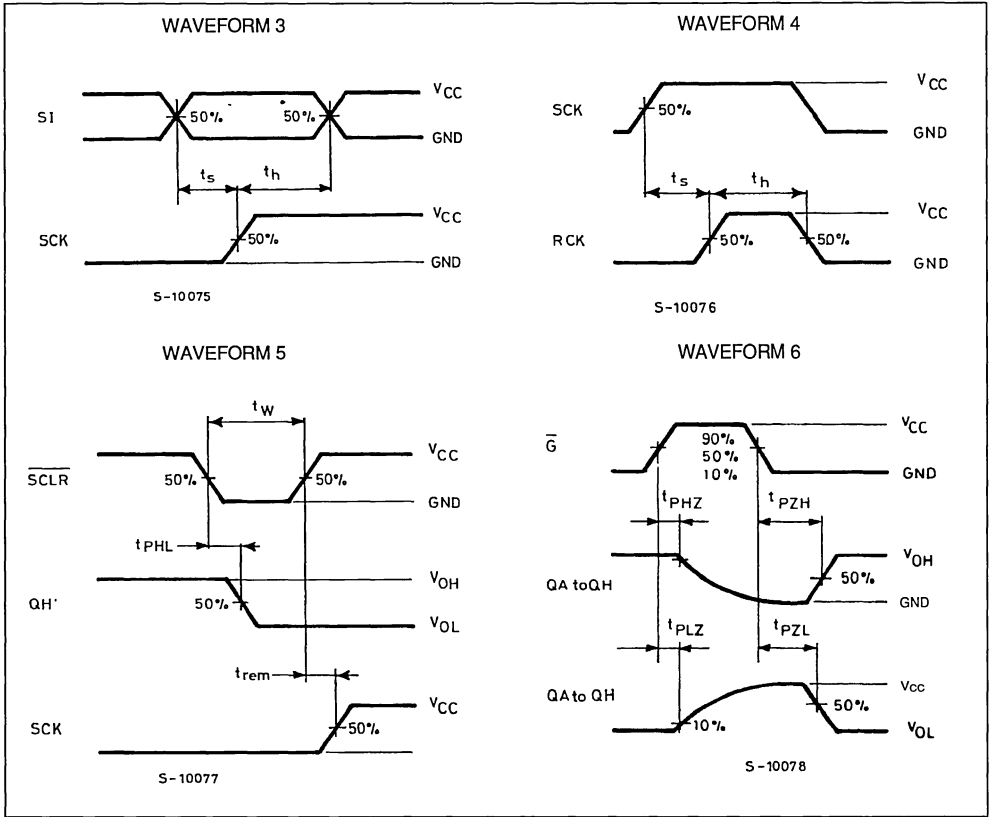 WAVEFORM 3
SI
50%
50%
VCC
GND
ts
th
SCK
50%
VCC
GND
S-10075
WAVEFORM 4
SCK
50%
VCC
GND
ts
th
RCK
50%
50%
VCC
GND
S-10076
WAVEFORM 5
tW
SCLR
50%
50%
VCC
GND
tPHL
QH'
50%
VOH
VOL
trem
SCK
50%
VCC
S-10077
WAVEFORM 6
G
90%
50%
10%
VCC
GND
tPHZ
tPZH
QA toQH
50%
VOH
GND
tPLZ
tPZL
QA to QH
10%
50%
VCC
VOL
S-10078